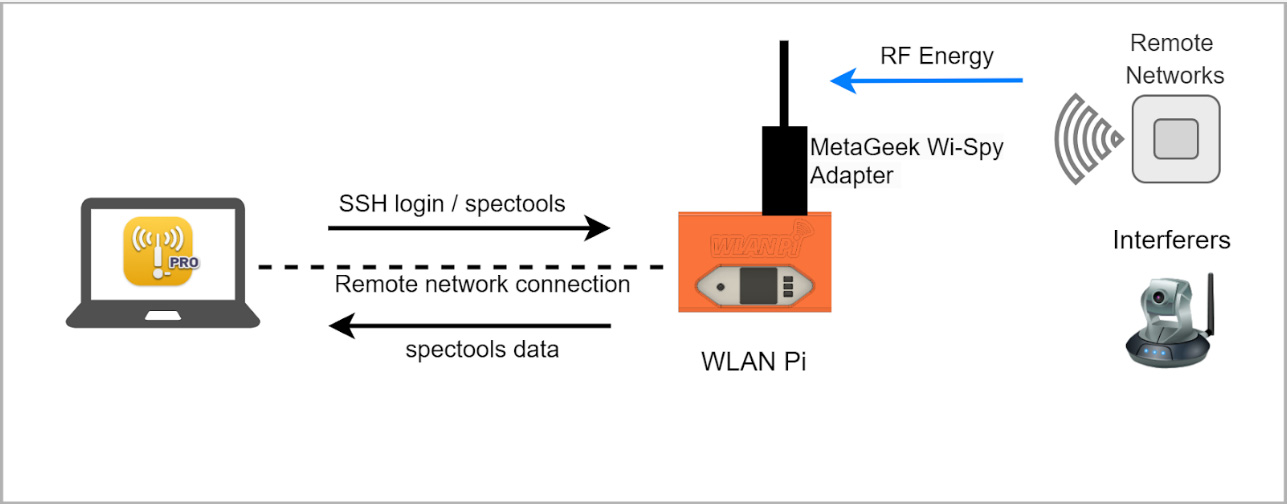 RF Energy
Remote
Networks
MetaGeek Wi-Spy
Adapter
SSH login / spectools
WLAN Pi
PRO
Interferers
Remote network connection
spectools data
WLAN Pi